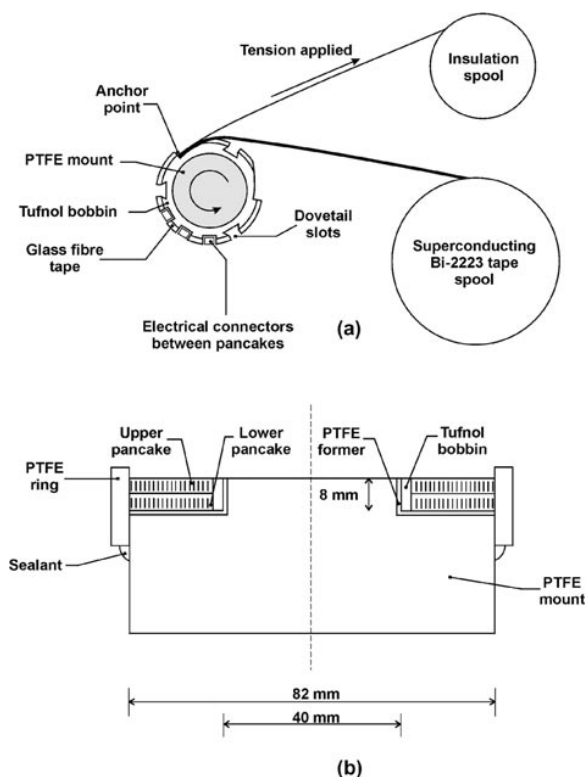 Tension applied
Insulation
spool
Anchor
point
PTFE mount
Tufnol bobbin
Glass fibre
tape
Dovetail
slots
Superconducting
Bi-2223 tape
spool
Electrical connectors
between pancakes
(a)
Upper
pancake
Lower
pancake
PTFE
former
Tufnol
bobbin
PTFE
ring
8 mm
Sealant
PTFE
mount
82 mm
40 mm
(b)